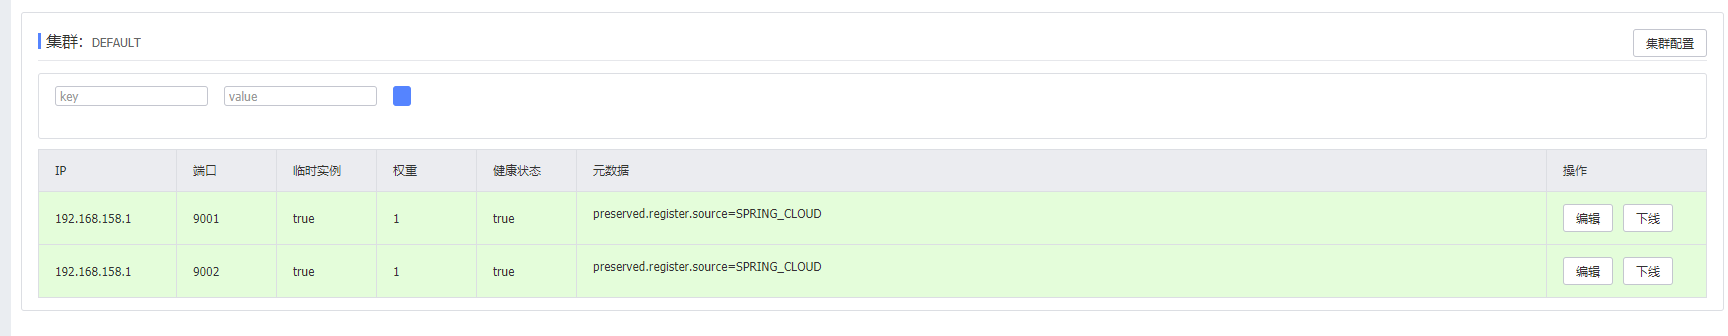 集群：DEFAULT
集群配置
key value
IP 端口 临时实例 权重 健康状态 元数据 操作
192.168.158.1 9001 true 1 true preserved.register.source=SPRING_CLOUD 编辑 下线
192.168.158.1 9002 true 1 true preserved.register.source=SPRING_CLOUD 编辑 下线